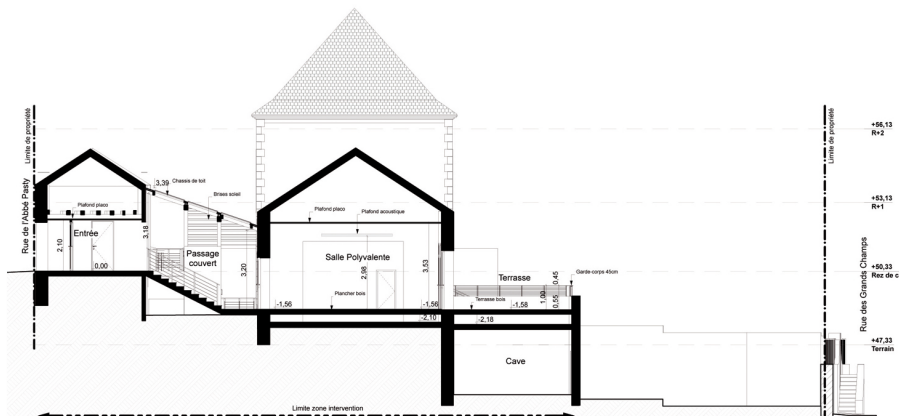 Limite de propriété
Limite de propriété
+56,13
R+2
3,39
Chassis de toit
Brises soleil
Rue de l'Abbé Pasty
Plafond placo
+53,13
R+1
Plafond placo
Plafond acoustique
Entrée
2,10
3,18
0,00
Passage
couvert
3,20
Salle Polyvalente
2,98
3,53
Terrasse
0,45
Garde-corps 45cm
+50,33
Rez de c
Rue des Grands Champs
Plancher bois
-1,56
-1,56
-2,10
Terrasse bois
-1,58
1,00
0,55
-2,18
+47,33
Terrain
Cave
Limite zone intervention